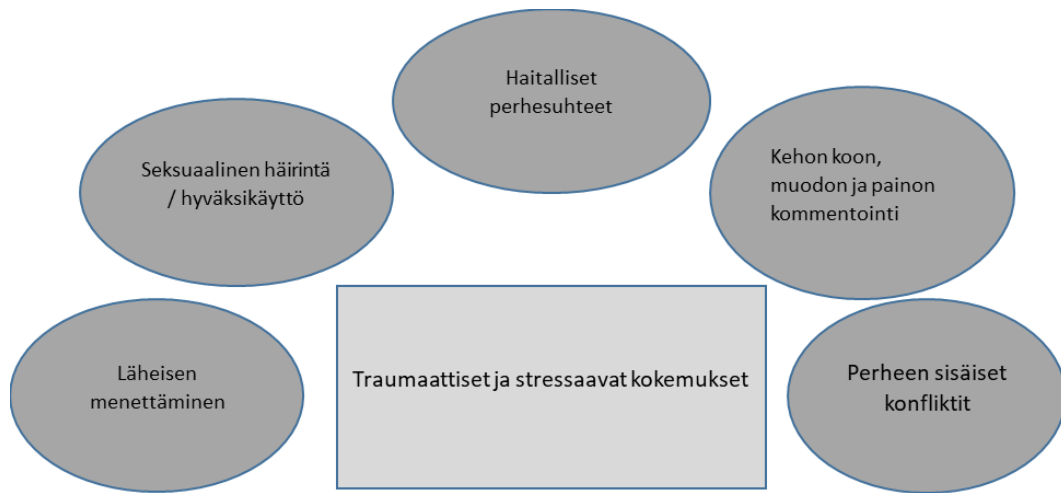 Haitalliset
perhesuhteet
Seksuaalinen häirintä
/ hyväksikäyttö
Kehon koon,
muodon ja painon
kommentointi
Läheisen
menettäminen
Traumaattiset ja stressaavat kokemukset
Perheen sisäiset
konfliktit